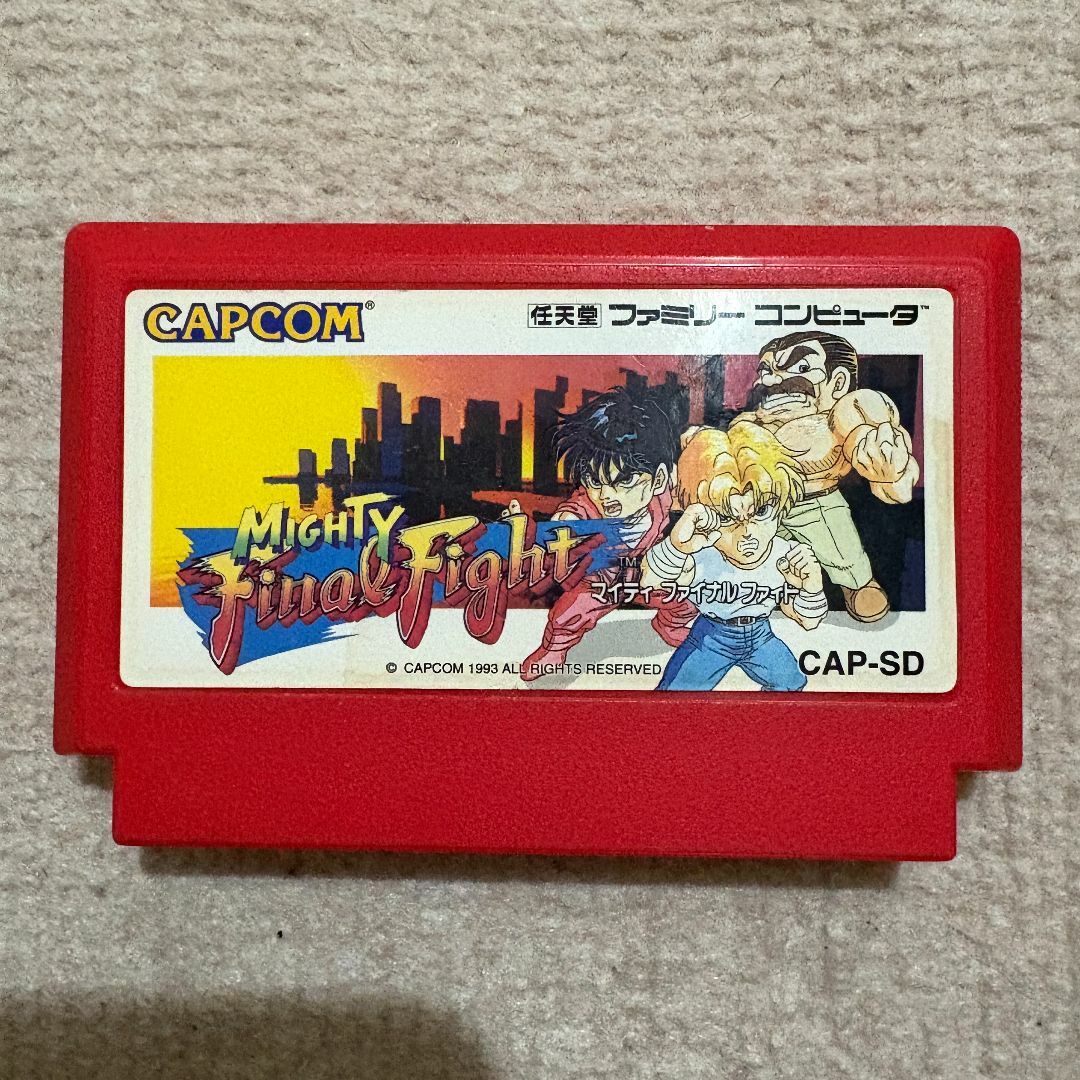 CAPCOM®
任天堂 ファミリーコンピュータ™
MIGHTY
Final Fight™
マイティ・ファイナルファイト
© CAPCOM 1993 ALL RIGHTS RESERVED
CAP-SD